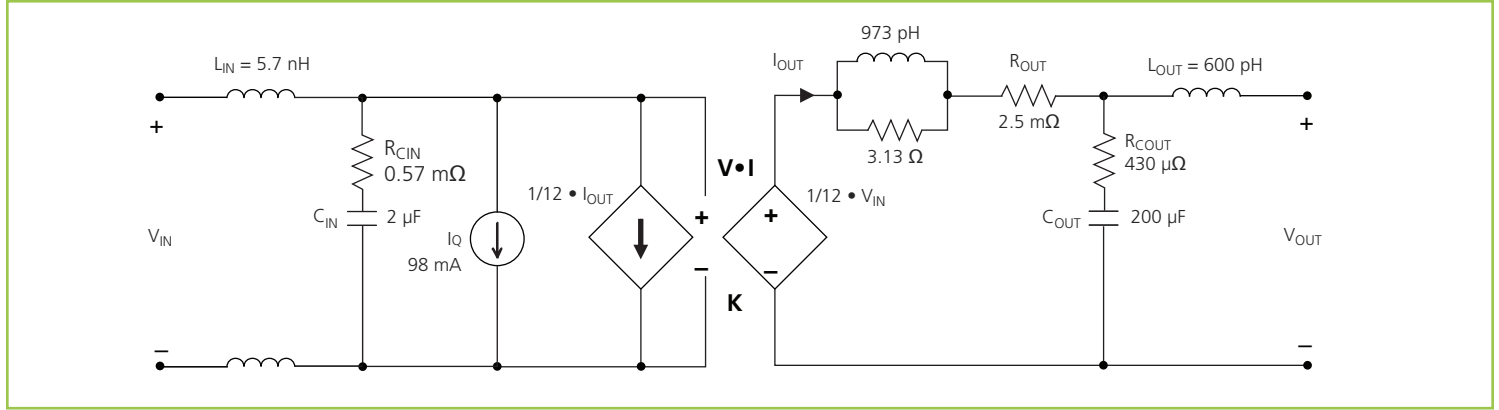 L_IN = 5.7 nH
+
R_CIN
0.57 mΩ
C_IN
2 µF
V_IN
I_Q
98 mA
1/12 • I_OUT
V•I
+
−
K
−
I_OUT
973 pH
3.13 Ω
R_OUT
2.5 mΩ
L_OUT = 600 pH
+
R_COUT
430 µΩ
1/12 • V_IN
+
−
C_OUT
200 µF
V_OUT
−